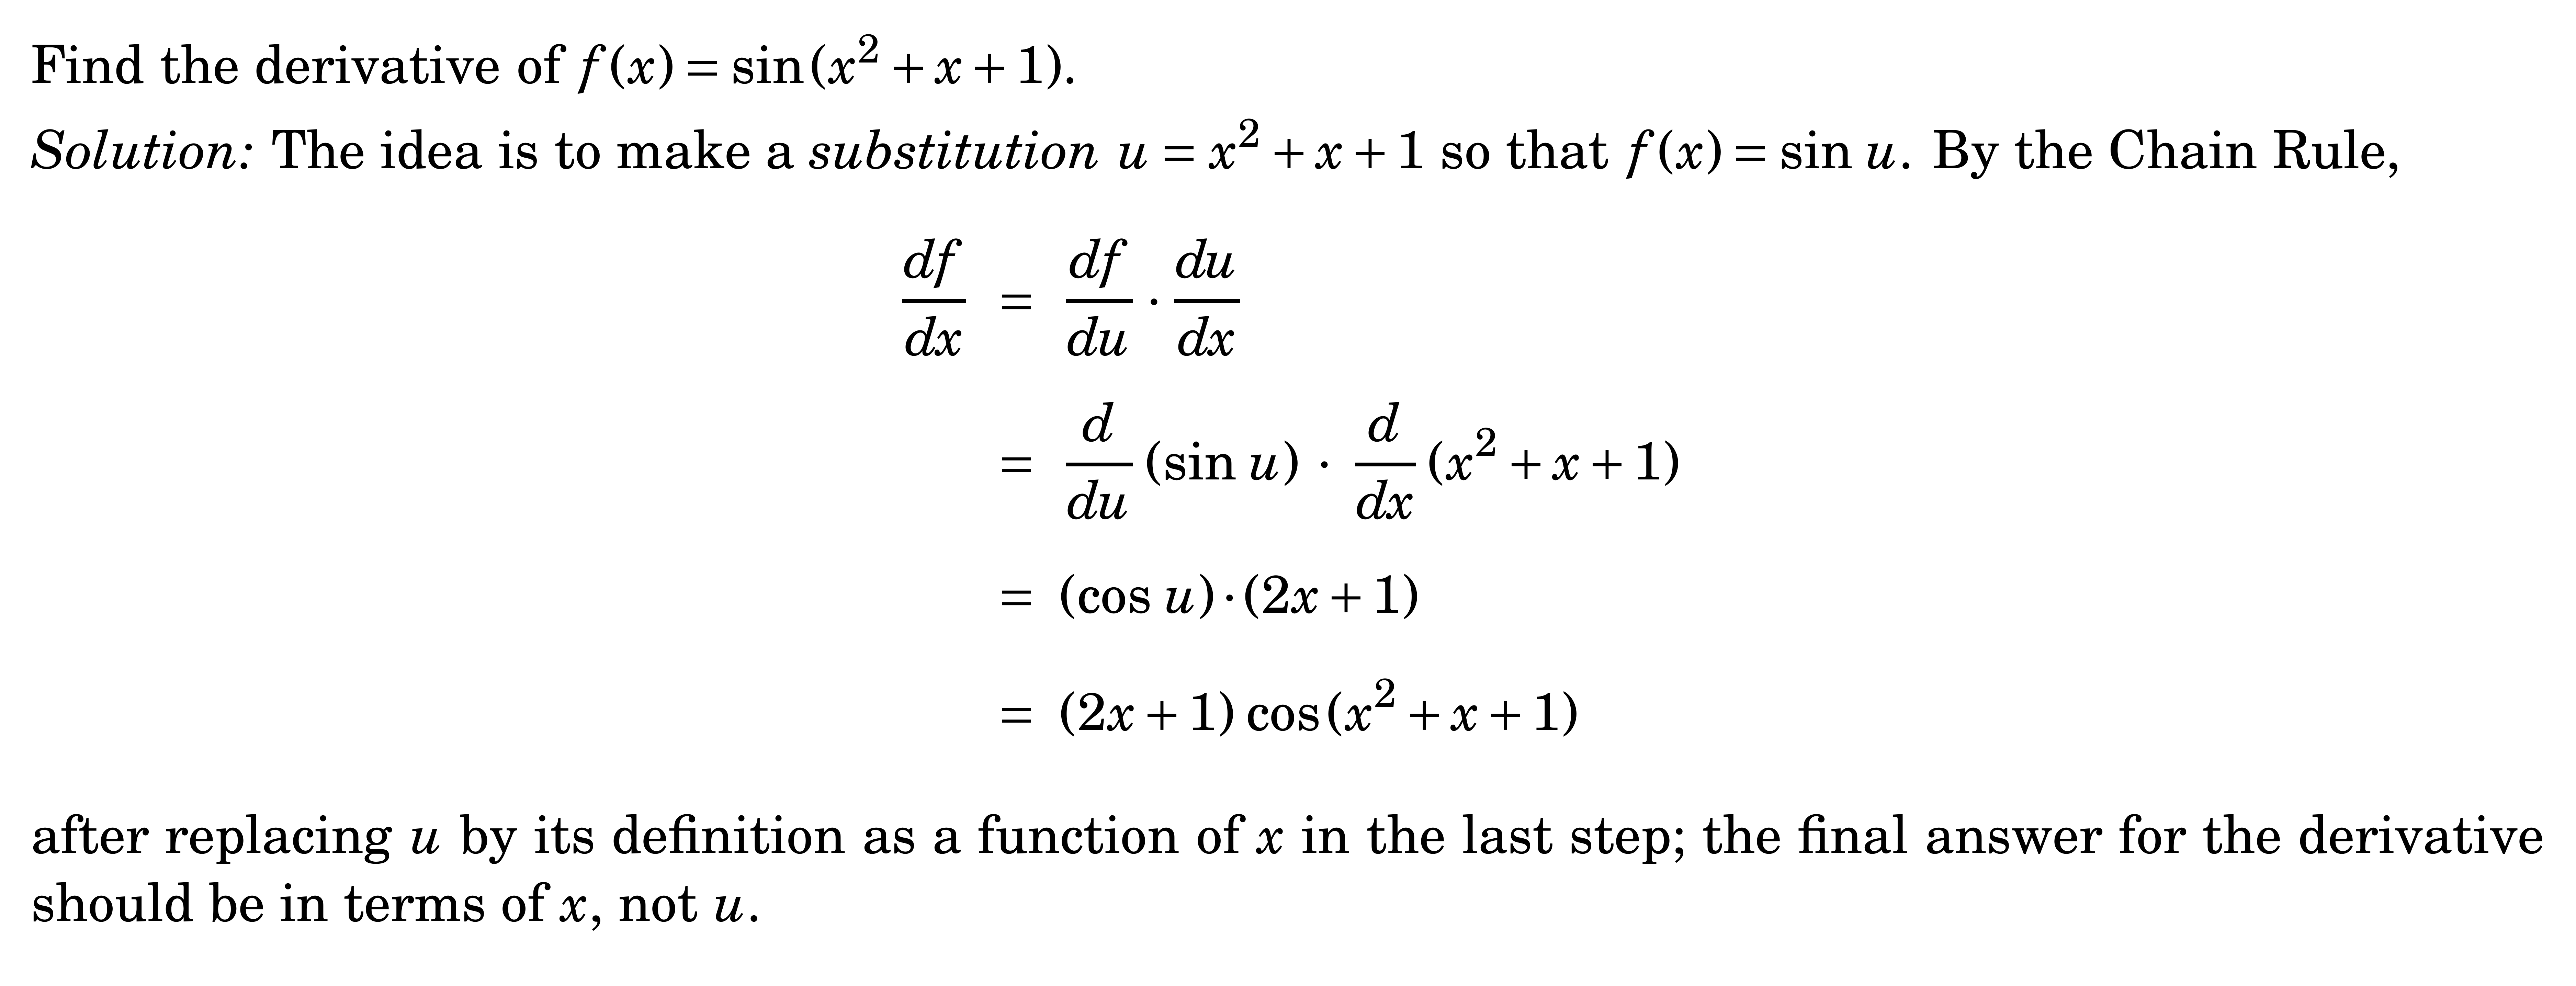 Find the derivative of f(x) = sin(x² + x + 1).
Solution: The idea is to make a substitution u = x² + x + 1 so that f(x) = sin u. By the Chain Rule,
df/dx = df/du · du/dx
= d/du (sin u) · d/dx (x² + x + 1)
= (cos u) · (2x + 1)
= (2x + 1) cos(x² + x + 1)
after replacing u by its definition as a function of x in the last step; the final answer for the derivative
should be in terms of x, not u.